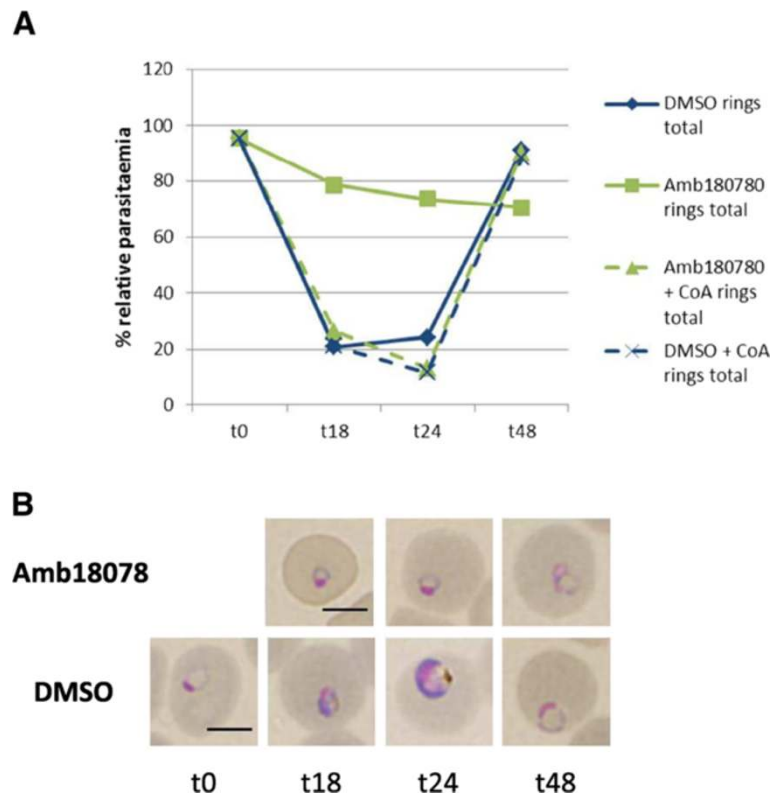 A
% relative parasitaemia
120
100
80
60
40
20
0
t0
t18
t24
t48
DMSO rings
total
Amb180780
rings total
Amb180780
+ CoA rings
total
DMSO + CoA
rings total
B
Amb18078
DMSO
t0
t18
t24
t48